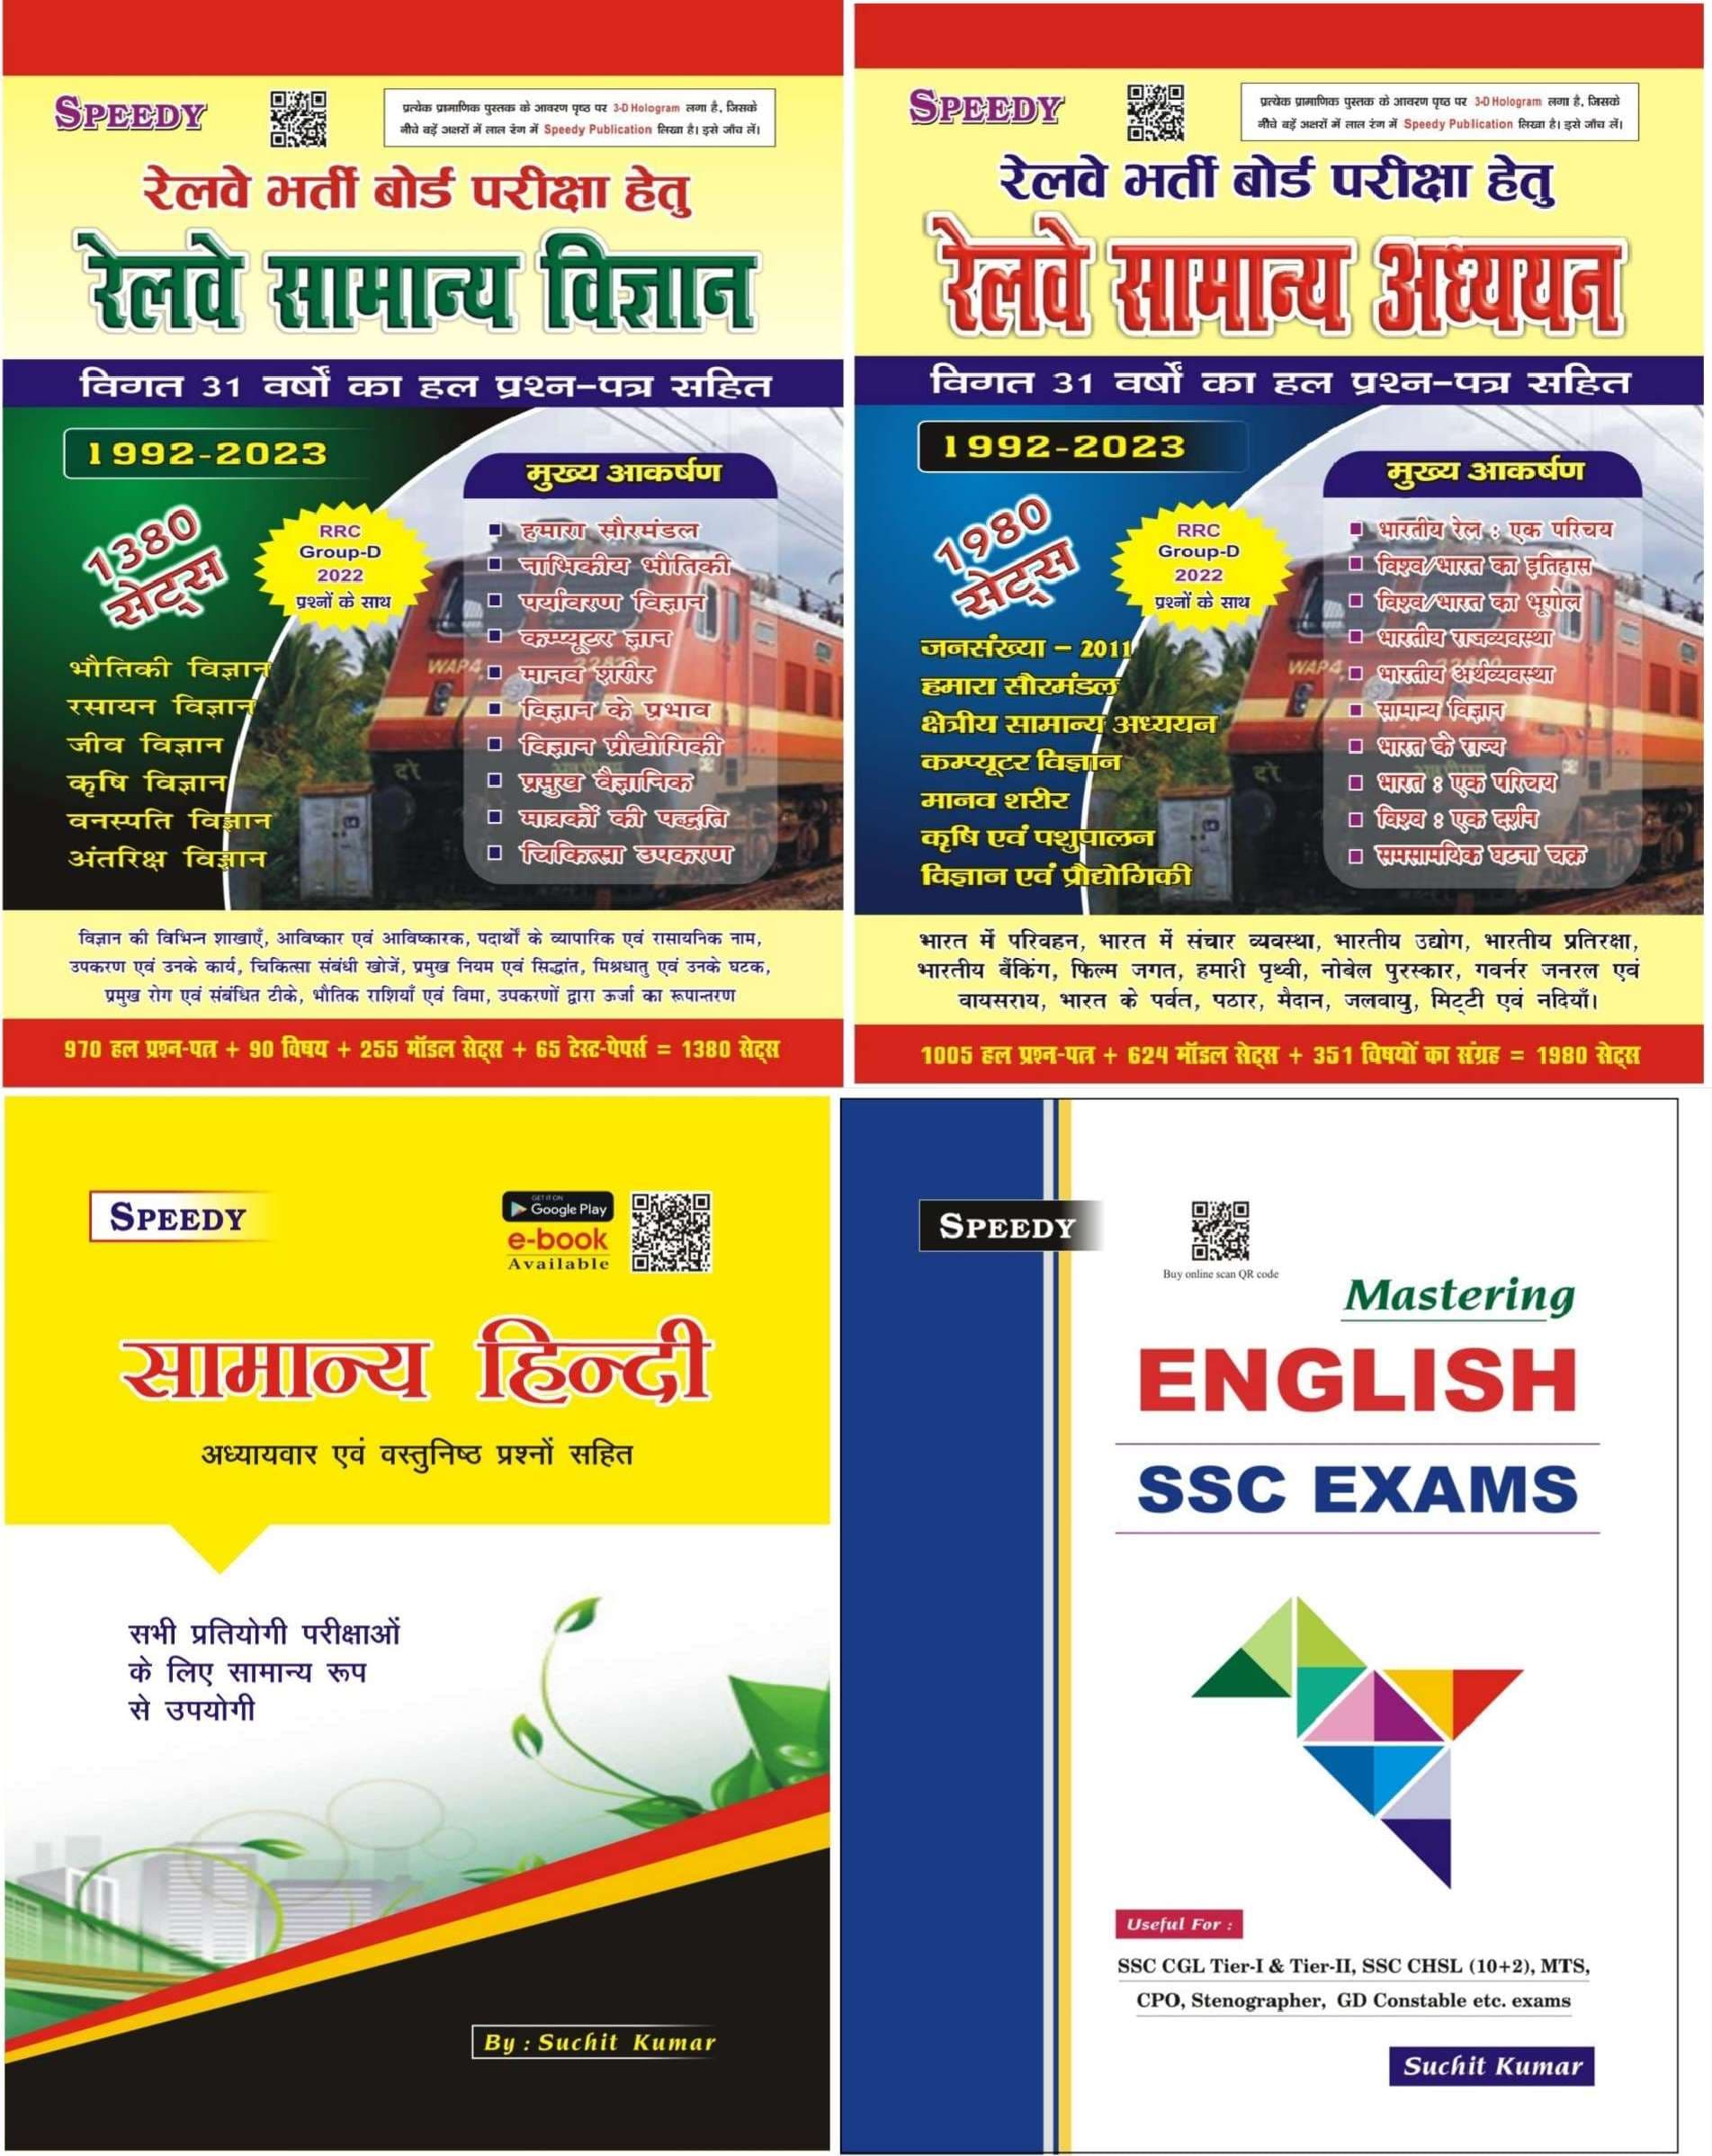 SPEEDY
प्रत्येक प्रामाणिक पुस्तक के आवरण पृष्ठ पर 3-D Hologram लगा है, जिसके
नीचे बड़ें अक्षरों में लाल रंग में Speedy Publication लिखा है। इसे जाँच लें।
रेलवे भर्ती बोर्ड परीक्षा हेतु
रेलवे सामान्य विज्ञान
विगत 31 वर्षों का हल प्रश्न-पत्र सहित
1992-2023
1380
सेट्स
RRC
Group-D
2022
प्रश्नों के साथ
भौतिकी विज्ञान
रसायन विज्ञान
जीव विज्ञान
कृषि विज्ञान
वनस्पति विज्ञान
अंतरिक्ष विज्ञान
मुख्य आकर्षण
हमारा सौरमंडल
नाभिकीय भौतिकी
पर्यावरण विज्ञान
कम्प्यूटर ज्ञान
मानव शरीर
विज्ञान के प्रभाव
विज्ञान प्रौद्योगिकी
प्रमुख वैज्ञानिक
मात्रकों की पद्धति
चिकित्सा उपकरण
WAP4
विज्ञान की विभिन्न शाखाएँ, आविष्कार एवं आविष्कारक, पदार्थों के व्यापारिक एवं रासायनिक नाम,
उपकरण एवं उनके कार्य, चिकित्सा संबंधी खोजें, प्रमुख नियम एवं सिद्धांत, मिश्रधातु एवं उनके घटक,
प्रमुख रोग एवं संबंधित टीके, भौतिक राशियाँ एवं विमा, उपकरणों द्वारा ऊर्जा का रूपान्तरण
970 हल प्रश्न-पत्र + 90 विषय + 255 मॉडल सेट्स + 65 टेस्ट-पेपर्स = 1380 सेट्स
SPEEDY
प्रत्येक प्रामाणिक पुस्तक के आवरण पृष्ठ पर 3-D Hologram लगा है, जिसके
नीचे बड़ें अक्षरों में लाल रंग में Speedy Publication लिखा है। इसे जाँच लें।
रेलवे भर्ती बोर्ड परीक्षा हेतु
रेलवे सामान्य अध्ययन
विगत 31 वर्षों का हल प्रश्न-पत्र सहित
1992-2023
1980
सेट्स
RRC
Group-D
2022
प्रश्नों के साथ
जनसंख्या – 2011
हमारा सौरमंडल
क्षेत्रीय सामान्य अध्ययन
कम्प्यूटर विज्ञान
मानव शरीर
कृषि एवं पशुपालन
विज्ञान एवं प्रौद्योगिकी
मुख्य आकर्षण
भारतीय रेल : एक परिचय
विश्व/भारत का इतिहास
विश्व/भारत का भूगोल
भारतीय राजव्यवस्था
भारतीय अर्थव्यवस्था
सामान्य विज्ञान
भारत के राज्य
भारत : एक परिचय
विश्व : एक दर्शन
समसामयिक घटना चक्र
WAP4
भारत में परिवहन, भारत में संचार व्यवस्था, भारतीय उद्योग, भारतीय प्रतिरक्षा,
भारतीय बैंकिंग, फिल्म जगत, हमारी पृथ्वी, नोबेल पुरस्कार, गवर्नर जनरल एवं
वायसराय, भारत के पर्वत, पठार, मैदान, जलवायु, मिट्टी एवं नदियाँ।
1005 हल प्रश्न-पत्र + 624 मॉडल सेट्स + 351 विषयों का संग्रह = 1980 सेट्स
SPEEDY
GET IT ON
Google Play
e-book
Available
सामान्य हिन्दी
अध्यायवार एवं वस्तुनिष्ठ प्रश्नों सहित
सभी प्रतियोगी परीक्षाओं
के लिए सामान्य रूप
से उपयोगी
By : Suchit Kumar
SPEEDY
Buy online scan QR code
Mastering
ENGLISH
SSC EXAMS
Useful For :
SSC CGL Tier-I & Tier-II, SSC CHSL (10+2), MTS,
CPO, Stenographer, GD Constable etc. exams
Suchit Kumar